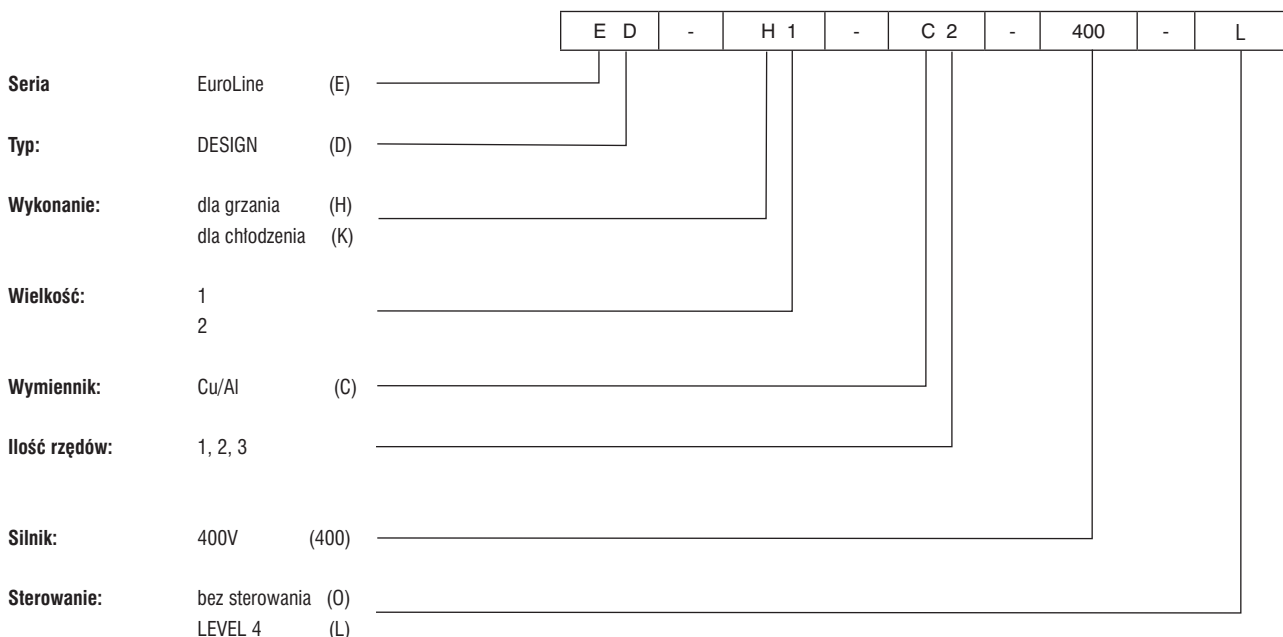 E D - H 1 - C 2 - 400 - L
Seria EuroLine (E)
Typ: DESIGN (D)
Wykonanie: dla grzania (H)
dla chłodzenia (K)
Wielkość: 1
2
Wymiennik: Cu/Al (C)
Ilość rzędów: 1, 2, 3
Silnik: 400V (400)
Sterowanie: bez sterowania (O)
LEVEL 4 (L)